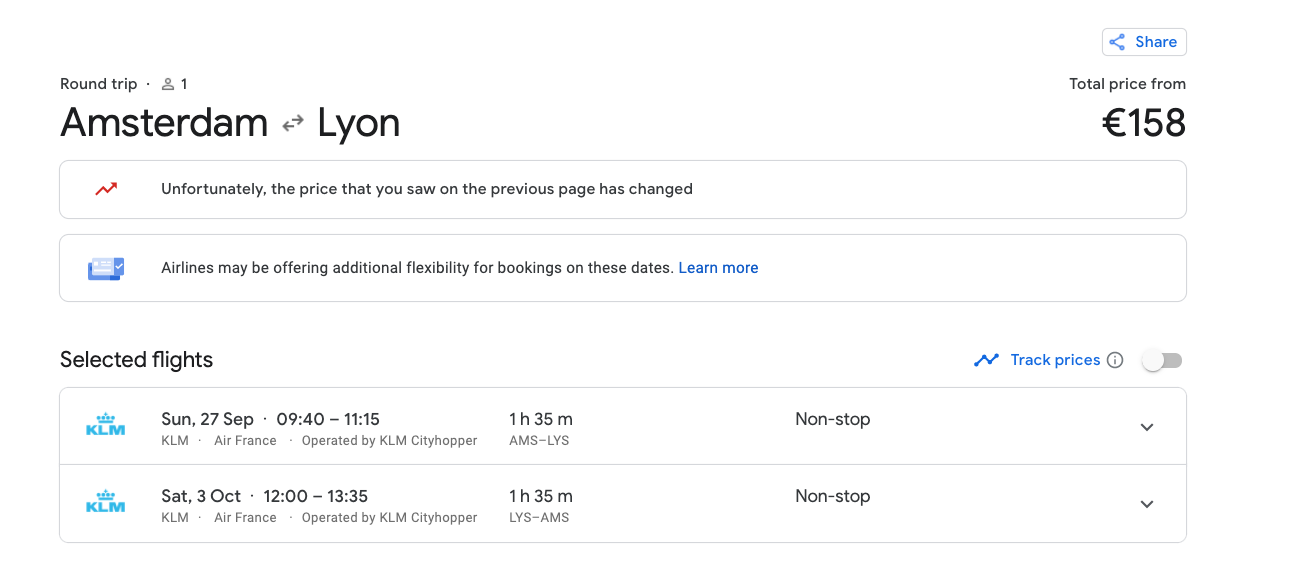 Share
Round trip · 1
Total price from
Amsterdam Lyon
€158
Unfortunately, the price that you saw on the previous page has changed
Airlines may be offering additional flexibility for bookings on these dates. Learn more
Selected flights
Track prices
KLM
Sun, 27 Sep · 09:40 – 11:15
1 h 35 m
Non-stop
KLM · Air France · Operated by KLM Cityhopper
AMS–LYS
KLM
Sat, 3 Oct · 12:00 – 13:35
1 h 35 m
Non-stop
KLM · Air France · Operated by KLM Cityhopper
LYS–AMS